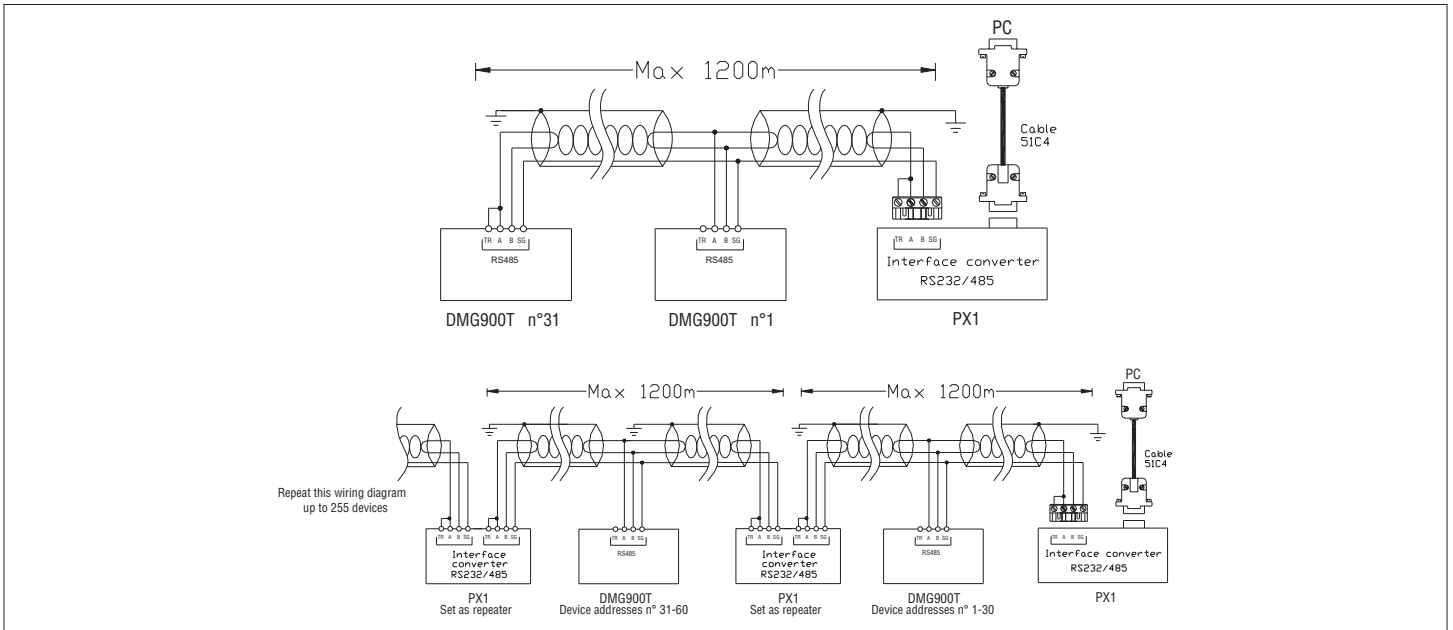 PC
Max 1200m
Cable
51C4
TR A B SG
RS485
TR A B SG
RS485
TR A B SG
Interface converter
RS232/485
DMG900T n°31
DMG900T n°1
PX1
PC
Max 1200m
Max 1200m
Cable
51C4
Repeat this wiring diagram
up to 255 devices
TR A B SG
TR A B SG
Interface
converter
RS232/485
TR A B SG
RS485
TR A B SG
TR A B SG
Interface
converter
RS232/485
TR A B SG
RS485
TR A B SG
Interface converter
RS232/485
PX1
Set as repeater
DMG900T
Device addresses n° 31-60
PX1
Set as repeater
DMG900T
Device addresses n° 1-30
PX1